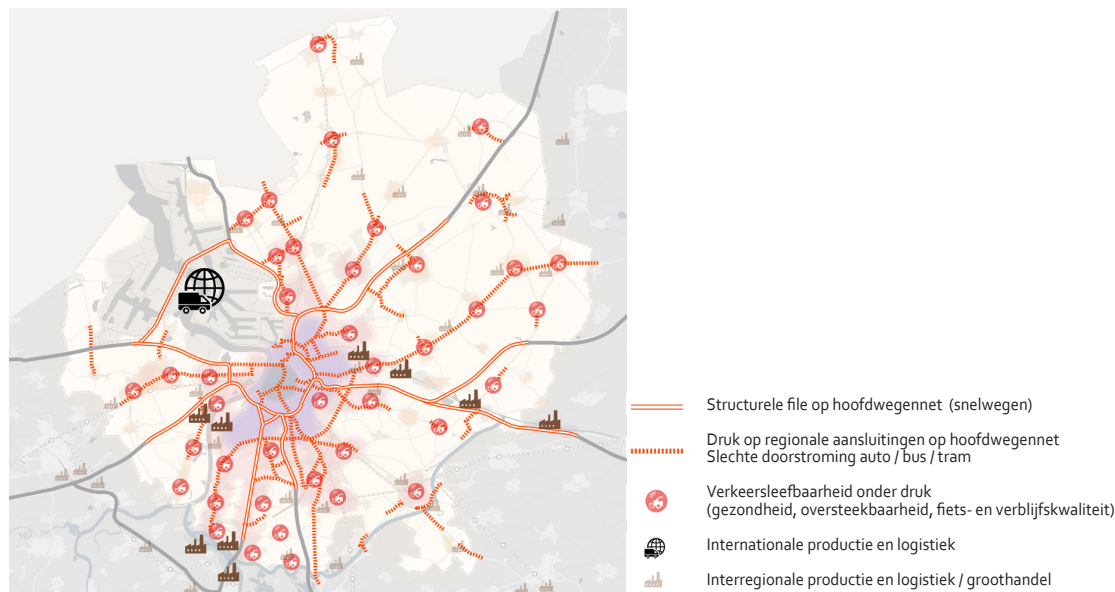 Structurele file op hoofdwegennet (snelwegen)
Druk op regionale aansluitingen op hoofdwegennet
Slechte doorstroming auto / bus / tram
Verkeersleefbaarheid onder druk
(gezondheid, oversteekbaarheid, fiets- en verblijfskwaliteit)
Internationale productie en logistiek
Interregionale productie en logistiek / groothandel